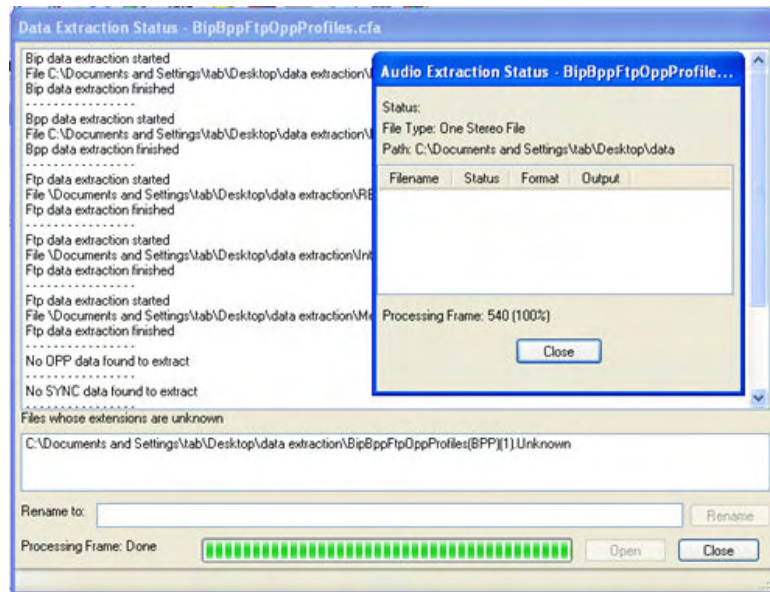 Data Extraction Status - BipBppFtpOppProfiles.cfa
Bip data extraction started
File C:\Documents and Settings\tab\Desktop\data extraction\
Bip data extraction finished
- - - - - - - - - - - - - - - -
Bpp data extraction started
File C:\Documents and Settings\tab\Desktop\data extraction\
Bpp data extraction finished
- - - - - - - - - - - - - - - -
Ftp data extraction started
File \Documents and Settings\tab\Desktop\data extraction\RE
Ftp data extraction finished
- - - - - - - - - - - - - - - -
Ftp data extraction started
File \Documents and Settings\tab\Desktop\data extraction\Int
Ftp data extraction finished
- - - - - - - - - - - - - - - -
Ftp data extraction started
File \Documents and Settings\tab\Desktop\data extraction\Me
Ftp data extraction finished
- - - - - - - - - - - - - - - -
No OPP data found to extract
- - - - - - - - - - - - - - - -
No SYNC data found to extract
- - - - - - - - - - - - - - - -
Audio Extraction Status - BipBppFtpOppProfile...
Status:
File Type: One Stereo File
Path: C:\Documents and Settings\tab\Desktop\data
Filename Status Format Output
Processing Frame: 540 (100%)
Close
Files whose extensions are unknown
C:\Documents and Settings\tab\Desktop\data extraction\BipBppFtpOppProfiles(BPP)(1).Unknown
Rename to: Rename
Processing Frame: Done Open Close